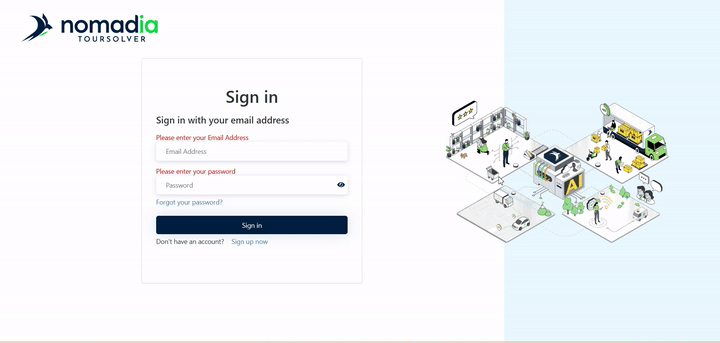 nomadia
TOURSOLVER
Sign in
Sign in with your email address
Please enter your Email Address
Email Address
Please enter your password
Password
Forgot your password?
Sign in
Don't have an account? Sign up now
AI